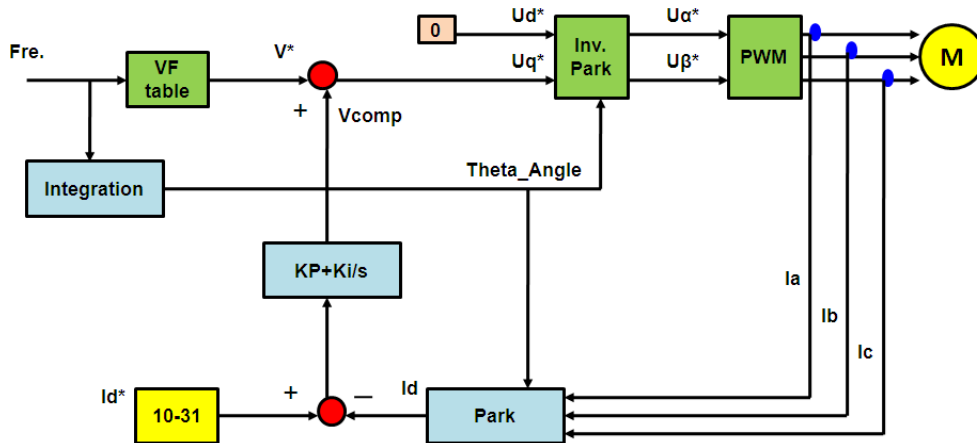 Fre.
VF
table
V*
+
Vcomp
0
Ud*
Uq*
Inv.
Park
Uα*
Uβ*
PWM
M
Integration
Theta_Angle
KP+Ki/s
Ia
Ib
Ic
Id*
10-31
+
−
Id
Park